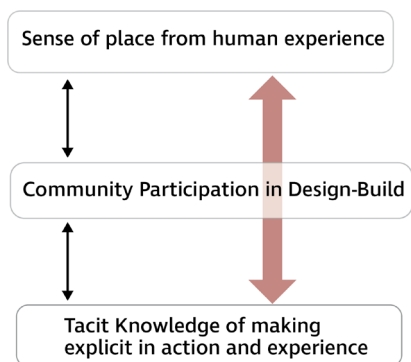 Sense of place from human experience
Community Participation in Design-Build
Tacit Knowledge of making
explicit in action and experience